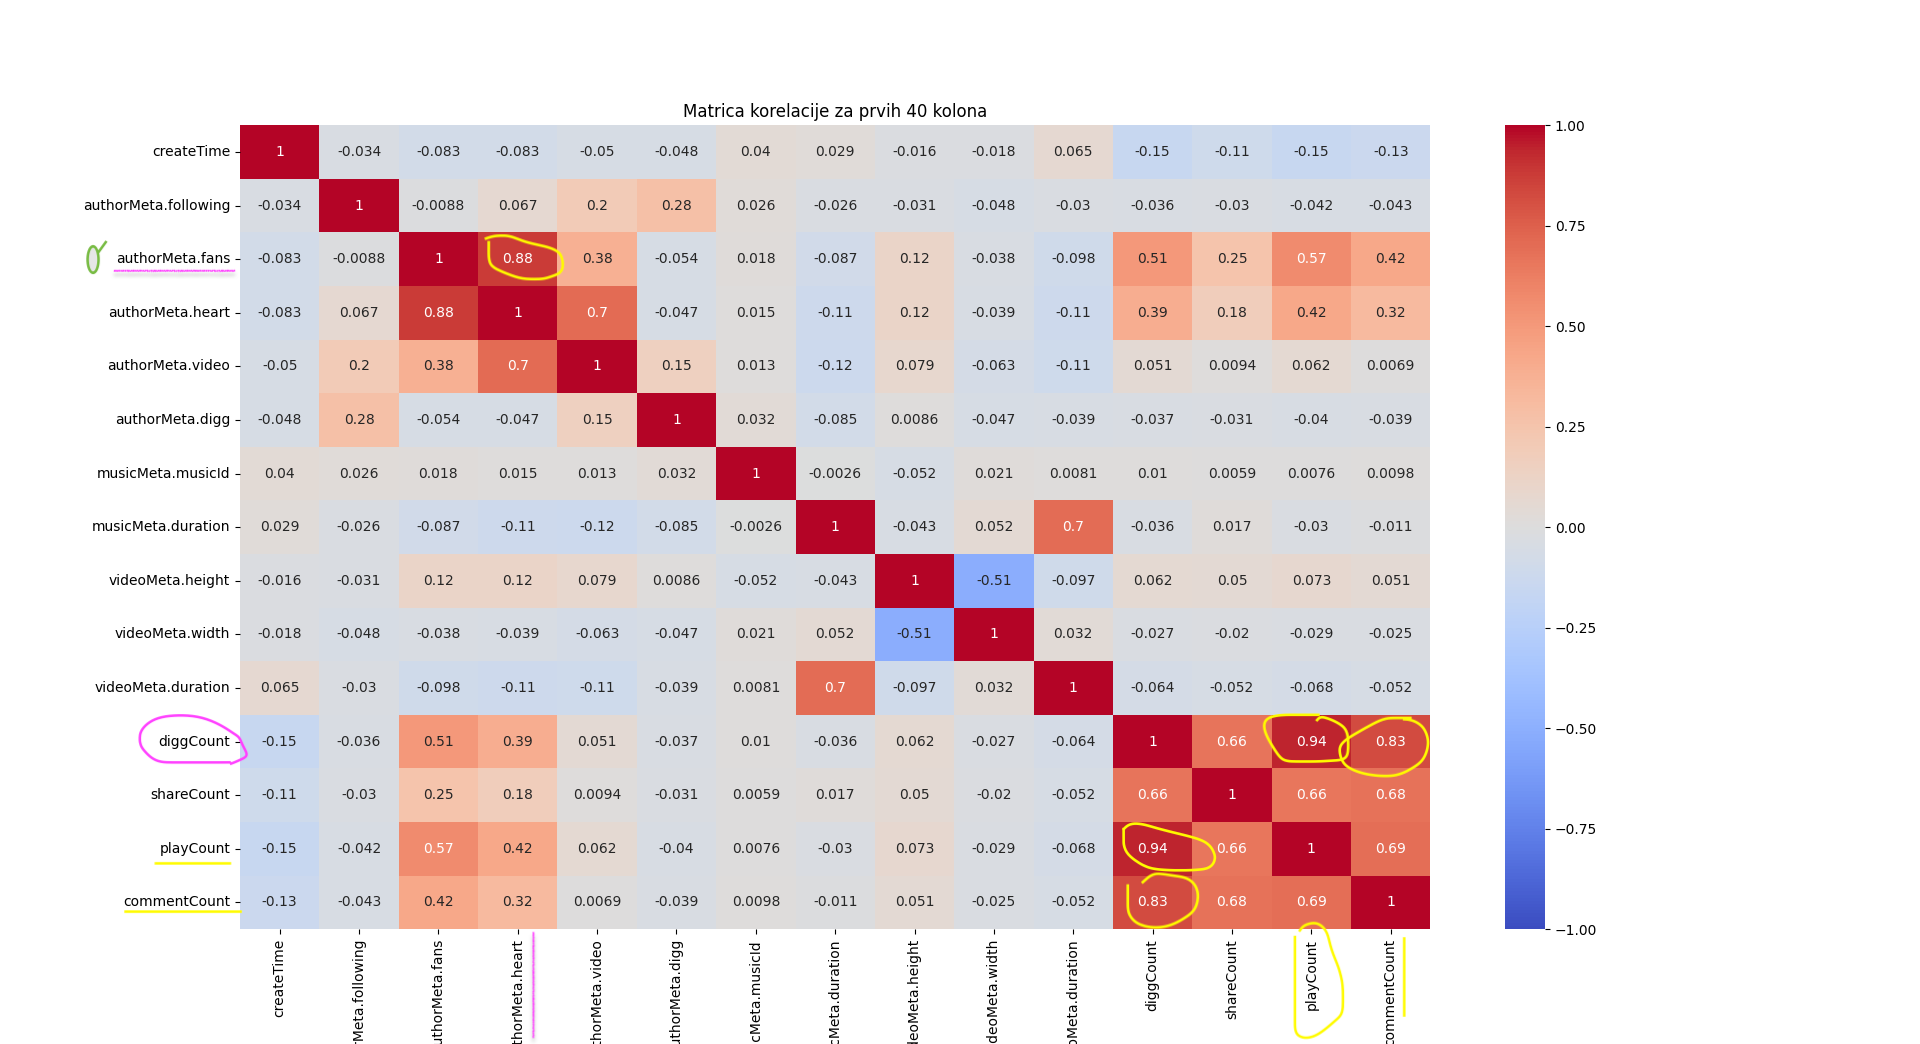 Matrica korelacije za prvih 40 kolona
createTime 1 -0.034 -0.083 -0.083 -0.05 -0.048 0.04 0.029 -0.016 -0.018 0.065 -0.15 -0.11 -0.15 -0.13
authorMeta.following -0.034 1 -0.0088 0.067 0.2 0.28 0.026 -0.026 -0.031 -0.048 -0.03 -0.036 -0.03 -0.042 -0.043
authorMeta.fans -0.083 -0.0088 1 0.88 0.38 -0.054 0.018 -0.087 0.12 -0.038 -0.098 0.51 0.25 0.57 0.42
authorMeta.heart -0.083 0.067 0.88 1 0.7 -0.047 0.015 -0.11 0.12 -0.039 -0.11 0.39 0.18 0.42 0.32
authorMeta.video -0.05 0.2 0.38 0.7 1 0.15 0.013 -0.12 0.079 -0.063 -0.11 0.051 0.0094 0.062 0.0069
authorMeta.digg -0.048 0.28 -0.054 -0.047 0.15 1 0.032 -0.085 0.0086 -0.047 -0.039 -0.037 -0.031 -0.04 -0.039
musicMeta.musicId 0.04 0.026 0.018 0.015 0.013 0.032 1 -0.0026 -0.052 0.021 0.0081 0.01 0.0059 0.0076 0.0098
musicMeta.duration 0.029 -0.026 -0.087 -0.11 -0.12 -0.085 -0.0026 1 -0.043 0.052 0.7 -0.036 0.017 -0.03 -0.011
videoMeta.height -0.016 -0.031 0.12 0.12 0.079 0.0086 -0.052 -0.043 1 -0.51 -0.097 0.062 0.05 0.073 0.051
videoMeta.width -0.018 -0.048 -0.038 -0.039 -0.063 -0.047 0.021 0.052 -0.51 1 0.032 -0.027 -0.02 -0.029 -0.025
videoMeta.duration 0.065 -0.03 -0.098 -0.11 -0.11 -0.039 0.0081 0.7 -0.097 0.032 1 -0.064 -0.052 -0.068 -0.052
diggCount -0.15 -0.036 0.51 0.39 0.051 -0.037 0.01 -0.036 0.062 -0.027 -0.064 1 0.66 0.94 0.83
shareCount -0.11 -0.03 0.25 0.18 0.0094 -0.031 0.0059 0.017 0.05 -0.02 -0.052 0.66 1 0.66 0.68
playCount -0.15 -0.042 0.57 0.42 0.062 -0.04 0.0076 -0.03 0.073 -0.029 -0.068 0.94 0.66 1 0.69
commentCount -0.13 -0.043 0.42 0.32 0.0069 -0.039 0.0098 -0.011 0.051 -0.025 -0.052 0.83 0.68 0.69 1
createTime
rMeta.following
uthorMeta.fans
thorMeta.heart
thorMeta.video
uthorMeta.digg
cMeta.musicId
cMeta.duration
deoMeta.height
deoMeta.width
oMeta.duration
diggCount
shareCount
playCount
commentCount
1.00
0.75
0.50
0.25
0.00
−0.25
−0.50
−0.75
−1.00